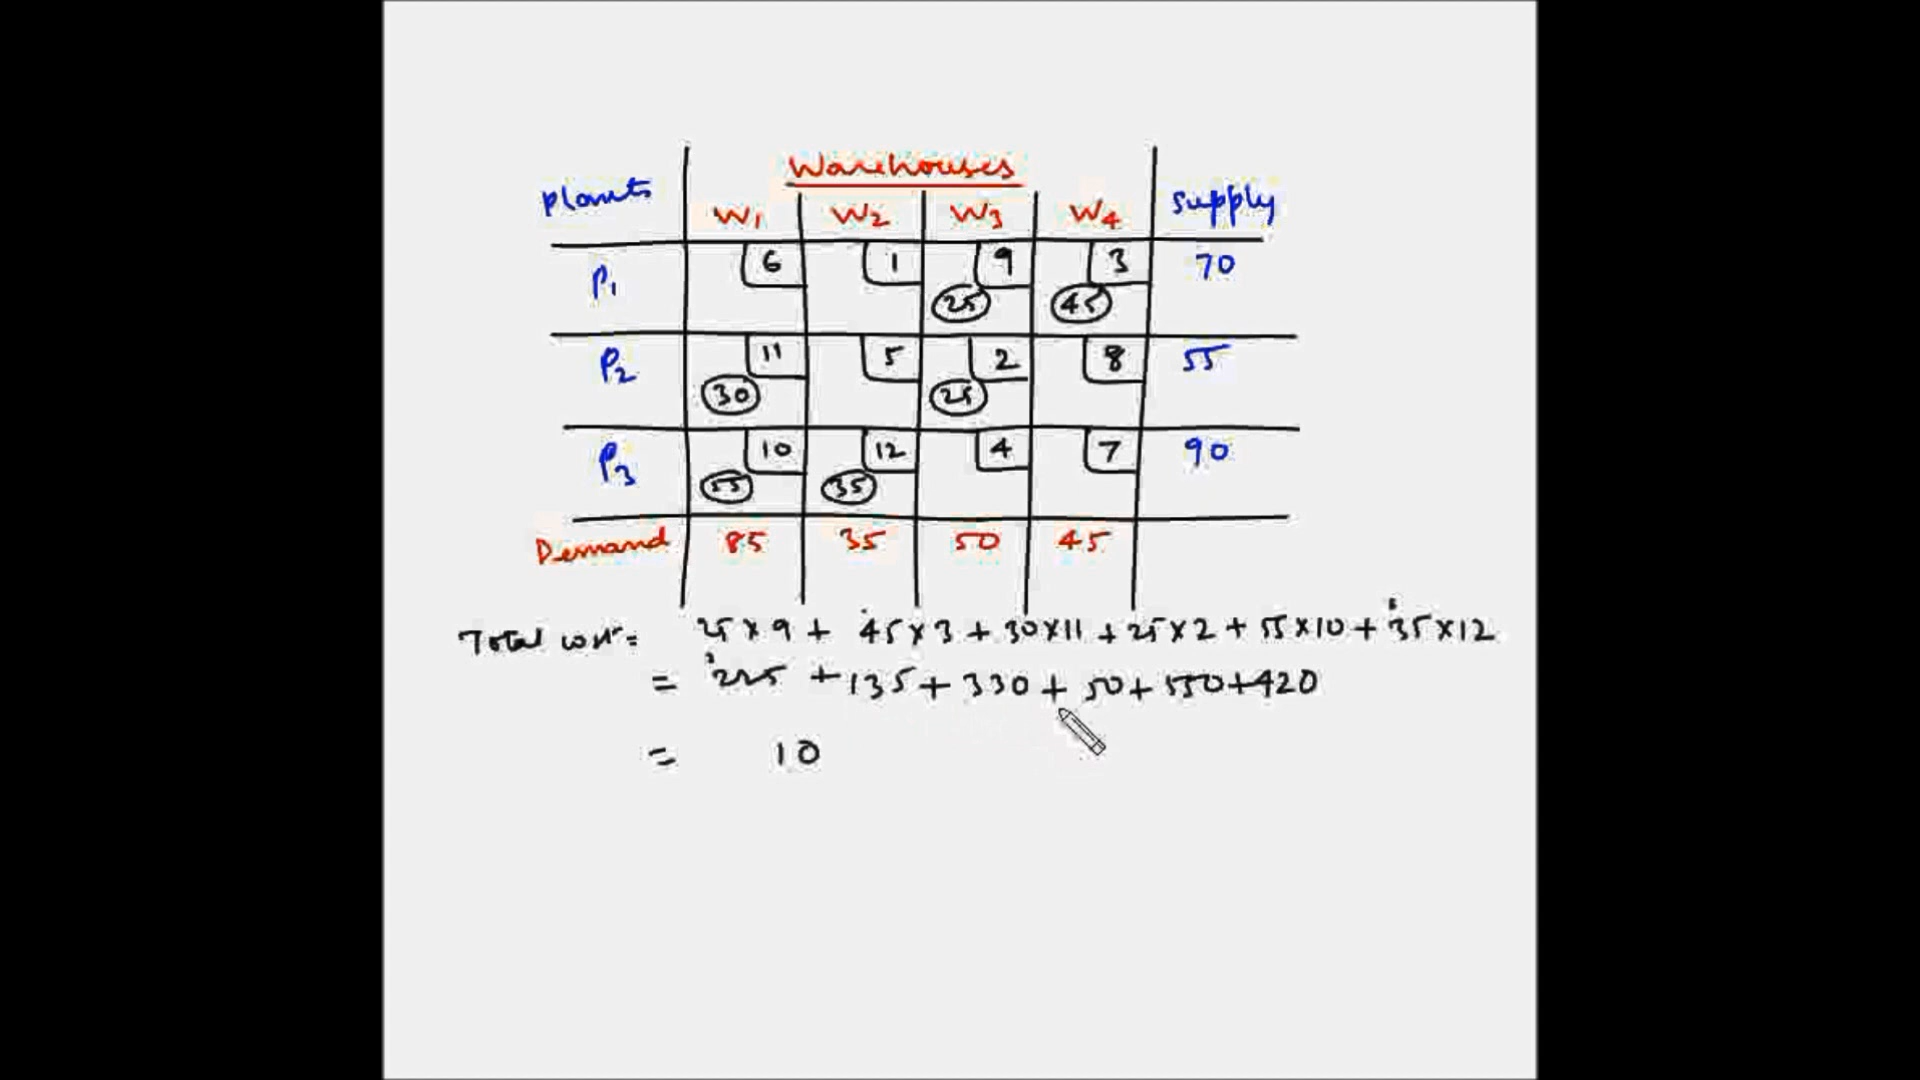 Warehouses
Plants W1 W2 W3 W4 Supply
P1 6 1 9 3 70
25 45
P2 11 5 2 8 55
30 25
P3 10 12 4 7 90
55 35
Demand 85 35 50 45
Total cost = 25 × 9 + 45 × 3 + 30 × 11 + 25 × 2 + 55 × 10 + 35 × 12
= 225 + 135 + 330 + 50 + 550 + 420
= 10